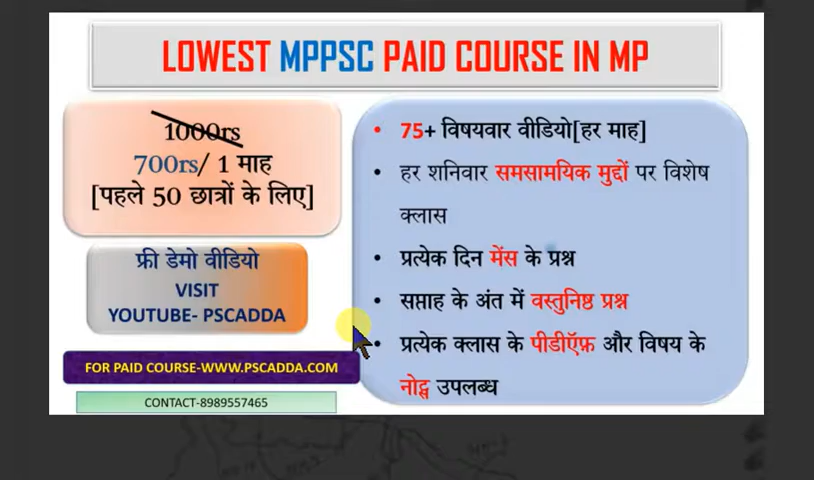 LOWEST MPPSC PAID COURSE IN MP
1000rs
700rs/ 1 माह
[पहले 50 छात्रों के लिए]
फ्री डेमो वीडियो
VISIT
YOUTUBE- PSCADDA
FOR PAID COURSE-WWW.PSCADDA.COM
CONTACT-8989557465
• 75+ विषयवार वीडियो[हर माह]
• हर शनिवार समसामयिक मुद्दों पर विशेष
क्लास
• प्रत्येक दिन मेंस के प्रश्न
• सप्ताह के अंत में वस्तुनिष्ठ प्रश्न
• प्रत्येक क्लास के पीडीऍफ़ और विषय के
नोट्स उपलब्ध